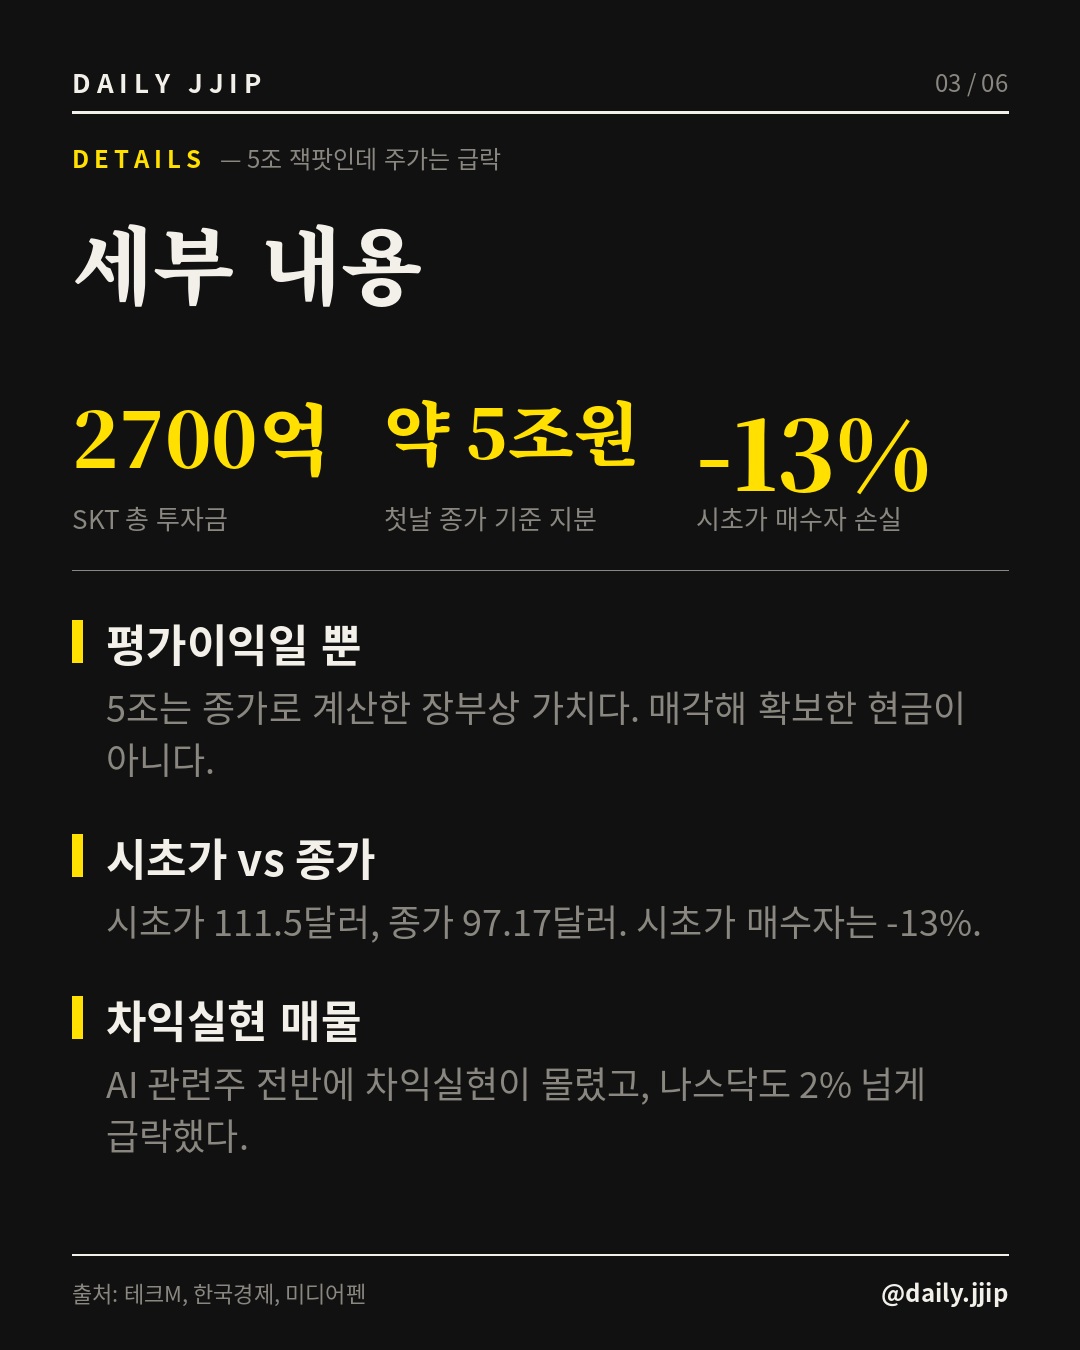 DAILY JJIP
03 / 06
DETAILS — 5조 잭팟인데 주가는 급락
세부 내용
2700억 약 5조원 -13%
SKT 총 투자금 첫날 종가 기준 지분 시초가 매수자 손실
평가이익일 뿐
5조는 종가로 계산한 장부상 가치다. 매각해 확보한 현금이
아니다.
시초가 vs 종가
시초가 111.5달러, 종가 97.17달러. 시초가 매수자는 -13%.
차익실현 매물
AI 관련주 전반에 차익실현이 몰렸고, 나스닥도 2% 넘게
급락했다.
출처: 테크M, 한국경제, 미디어펜
@daily.jjip